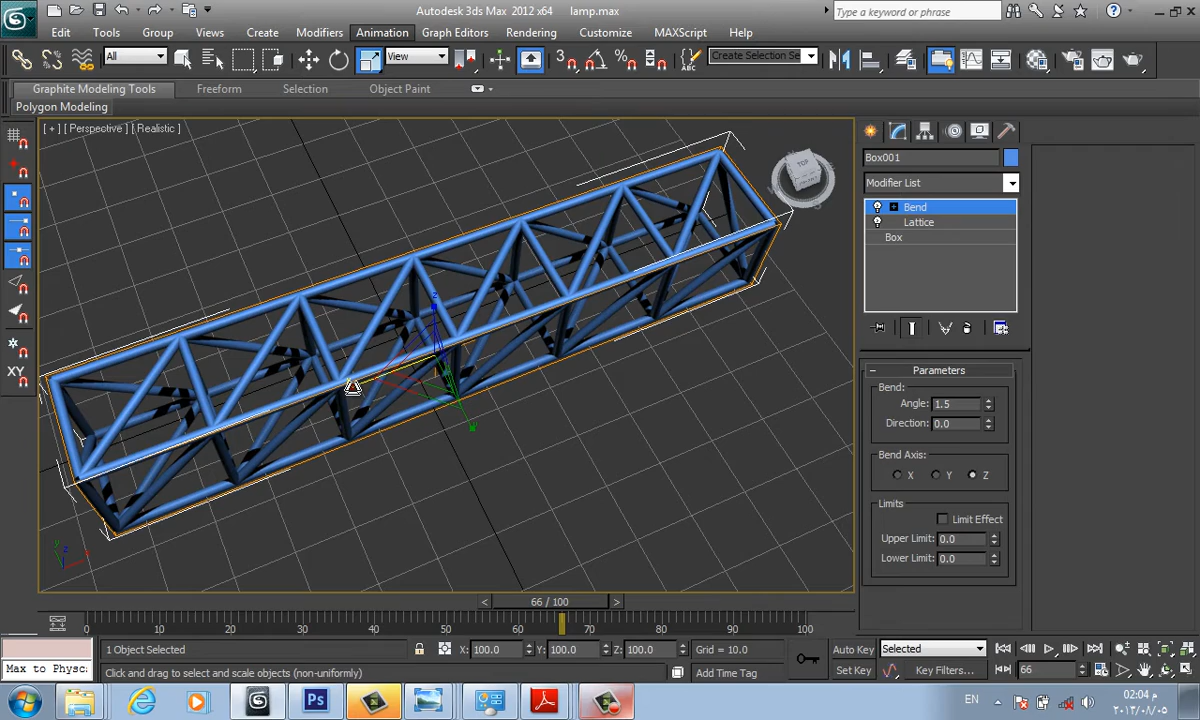 Autodesk 3ds Max 2012 x64 lamp.max
Type a keyword or phrase
Edit Tools Group Views Create Modifiers Animation Graph Editors Rendering Customize MAXScript Help
All
View
Create Selection Se
Graphite Modeling Tools Freeform Selection Object Paint
Polygon Modeling
[ + ] [ Perspective ] [ Realistic ]
TOP
Box001
Modifier List
Bend
Lattice
Box
Parameters
Bend:
Angle: 1.5
Direction: 0.0
Bend Axis:
X Y Z
Limits
Limit Effect
Upper Limit: 0.0
Lower Limit: 0.0
66 / 100
0 10 20 30 40 50 60 70 80 90 100
1 Object Selected X: 100.0 Y: 100.0 Z: 100.0 Grid = 10.0 Auto Key Selected
Max to Physc
Click and drag to select and scale objects (non-uniformly) Add Time Tag Set Key Key Filters... 66
EN
02:04 م
٢٠١٣/٠٨/٠٥